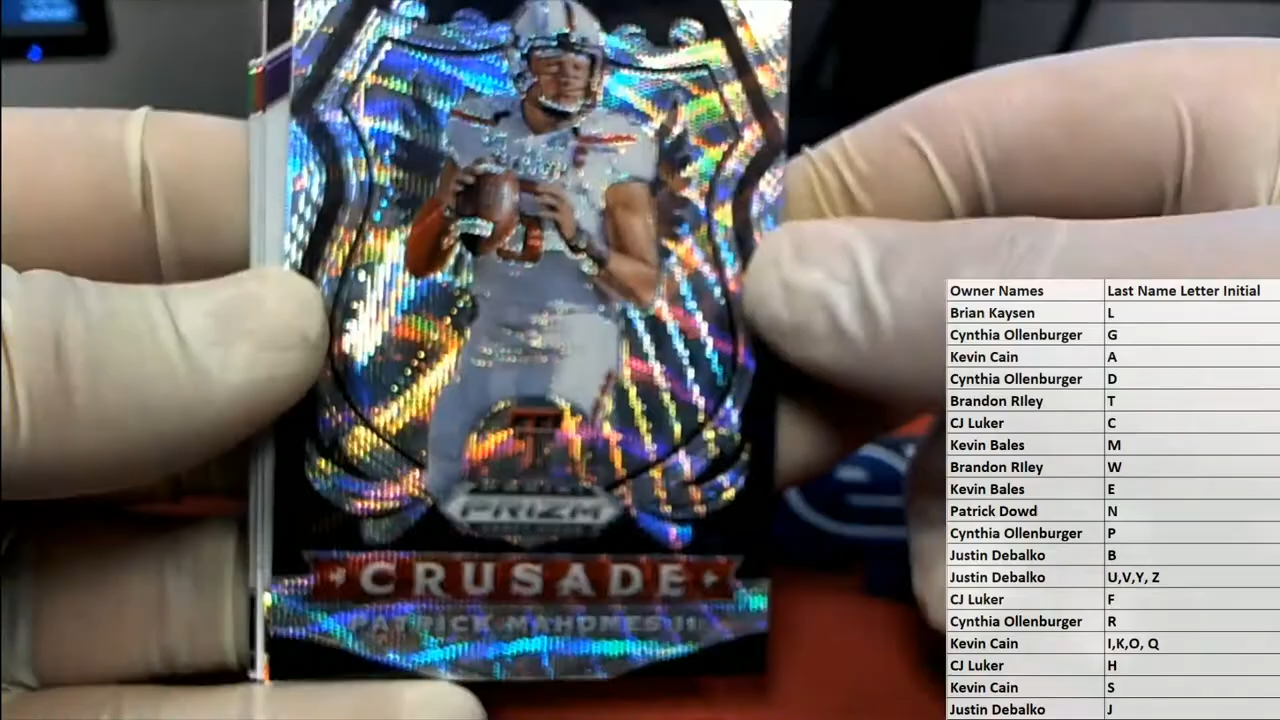 PRIZM
CRUSADE
PATRICK MAHOMES II
Owner Names Last Name Letter Initial
Brian Kaysen L
Cynthia Ollenburger G
Kevin Cain A
Cynthia Ollenburger D
Brandon RIley T
CJ Luker C
Kevin Bales M
Brandon RIley W
Kevin Bales E
Patrick Dowd N
Cynthia Ollenburger P
Justin Debalko B
Justin Debalko U,V,Y, Z
CJ Luker F
Cynthia Ollenburger R
Kevin Cain I,K,O, Q
CJ Luker H
Kevin Cain S
Justin Debalko J